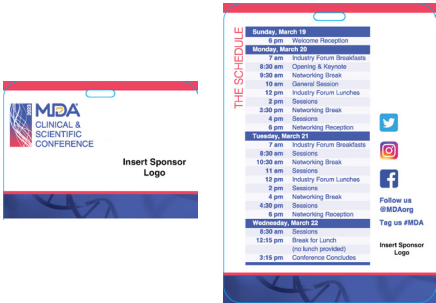 MDA
CLINICAL &
SCIENTIFIC
CONFERENCE
Insert Sponsor
Logo
THE SCHEDULE
Sunday, March 19
6 pm Welcome Reception
Monday, March 20
7 am Industry Forum Breakfasts
8:30 am Opening & Keynote
9:30 am Networking Break
10 am General Session
12 pm Industry Forum Lunches
2 pm Sessions
3:30 pm Networking Break
4 pm Sessions
6 pm Networking Reception
Tuesday, March 21
7 am Industry Forum Breakfasts
8:30 am Sessions
10:30 am Networking Break
11 am Sessions
12 pm Industry Forum Lunches
2 pm Sessions
4 pm Networking Break
4:30 pm Sessions
6 pm Networking Reception
Wednesday, March 22
8:30 am Sessions
12:15 pm Break for Lunch
(no lunch provided)
3:15 pm Conference Concludes
Follow us
@MDAorg
Tag us #MDA
Insert Sponsor
Logo